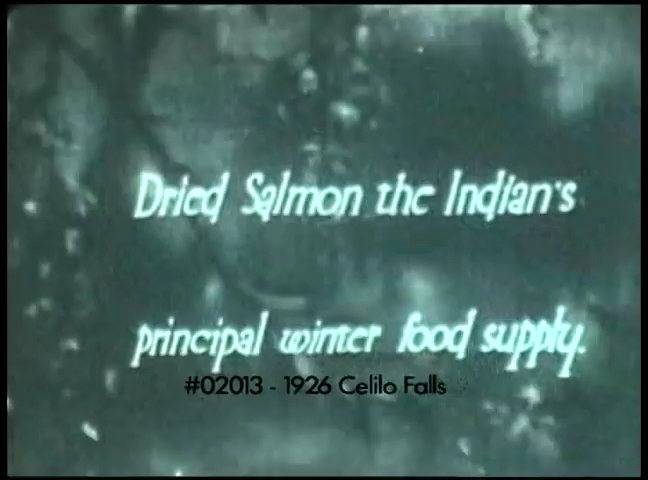 Dried Salmon the Indian's
principal winter food supply.
#02013 - 1926 Celilo Falls